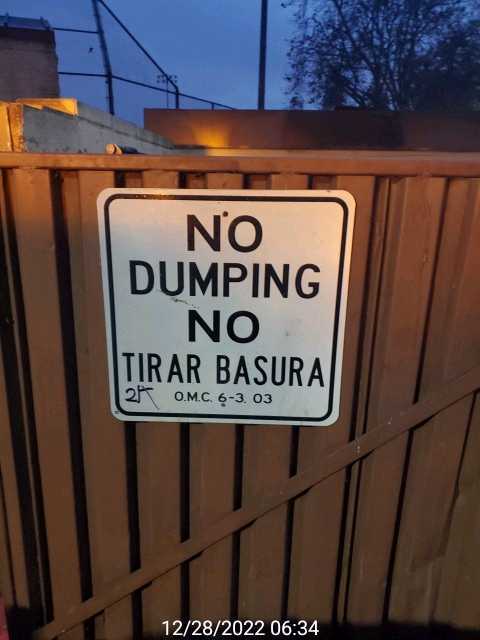 NO
DUMPING
NO
TIRAR BASURA
O.M.C. 6-3.03
12/28/2022 06:34